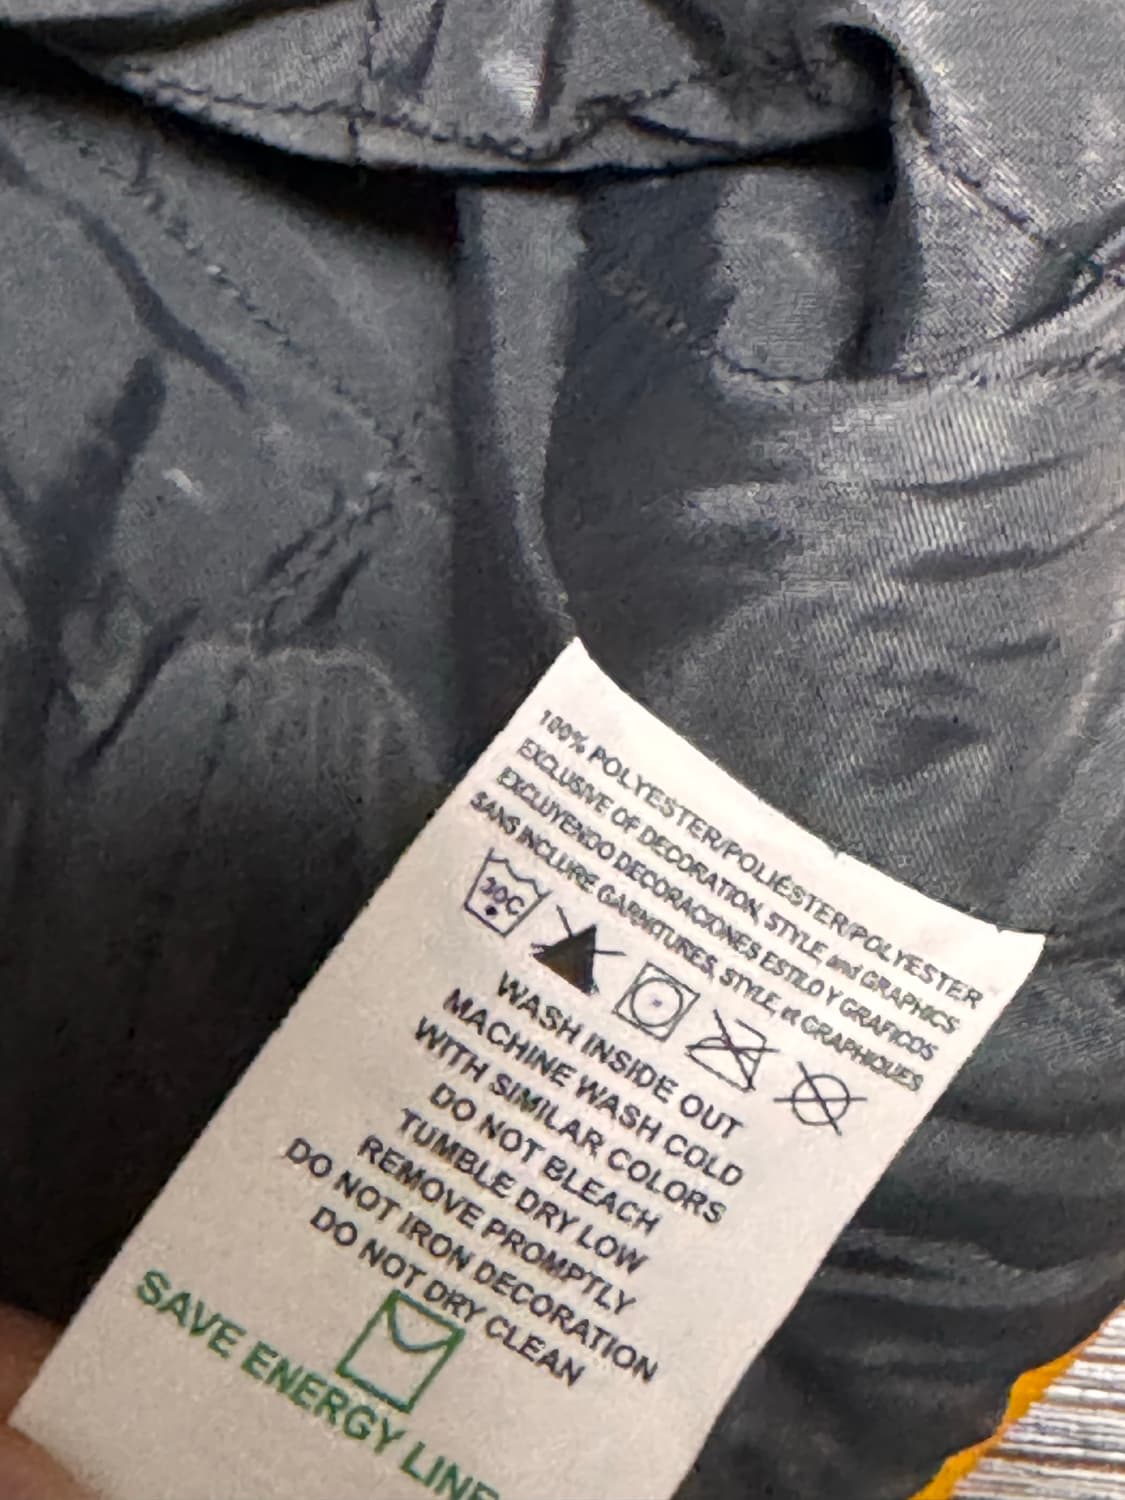 100% POLYESTER/POLIÉSTER/POLYESTER
EXCLUSIVE OF DECORATION, STYLE and GRAPHICS
EXCLUYENDO DECORACIONES ESTILO Y GRAFICOS
SANS INCLURE GARNITURES, STYLE, et GRAPHIQUES
30C
WASH INSIDE OUT
MACHINE WASH COLD
WITH SIMILAR COLORS
DO NOT BLEACH
TUMBLE DRY LOW
REMOVE PROMPTLY
DO NOT IRON DECORATION
DO NOT DRY CLEAN
SAVE ENERGY LINE